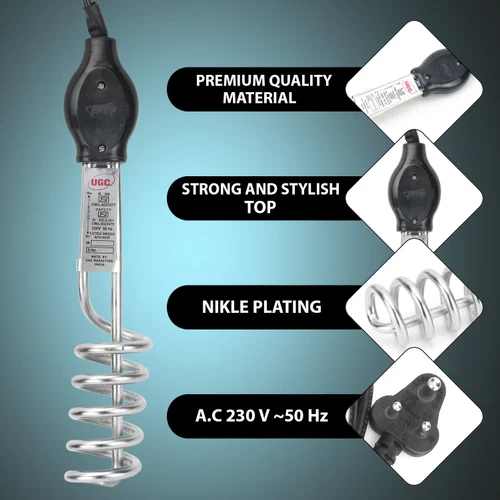 PREMIUM QUALITY
MATERIAL
STRONG AND STYLISH
TOP
NIKLE PLATING
A.C 230 V ~50 Hz
UGC
230V 50 Hz.